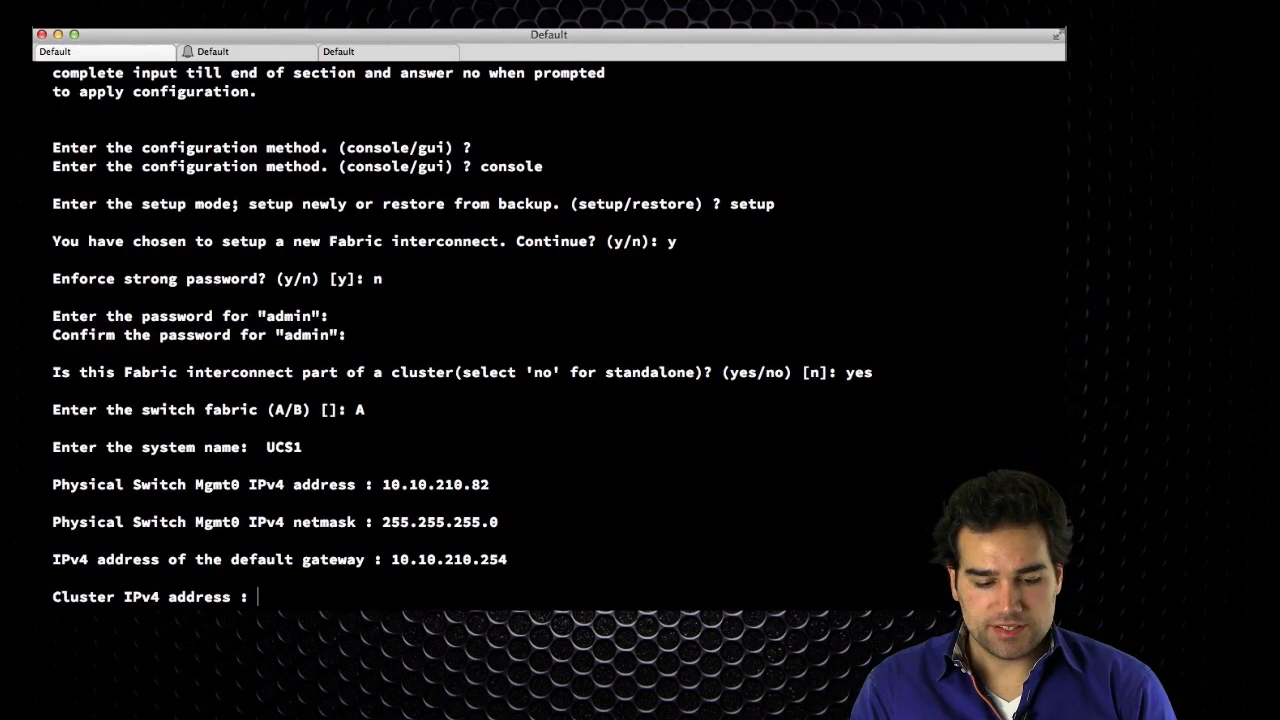 Default
Default
Default
Default
complete input till end of section and answer no when prompted
to apply configuration.
Enter the configuration method. (console/gui) ?
Enter the configuration method. (console/gui) ? console
Enter the setup mode; setup newly or restore from backup. (setup/restore) ? setup
You have chosen to setup a new Fabric interconnect. Continue? (y/n): y
Enforce strong password? (y/n) [y]: n
Enter the password for "admin":
Confirm the password for "admin":
Is this Fabric interconnect part of a cluster(select 'no' for standalone)? (yes/no) [n]: yes
Enter the switch fabric (A/B) []: A
Enter the system name:  UCS1
Physical Switch Mgmt0 IPv4 address : 10.10.210.82
Physical Switch Mgmt0 IPv4 netmask : 255.255.255.0
IPv4 address of the default gateway : 10.10.210.254
Cluster IPv4 address :